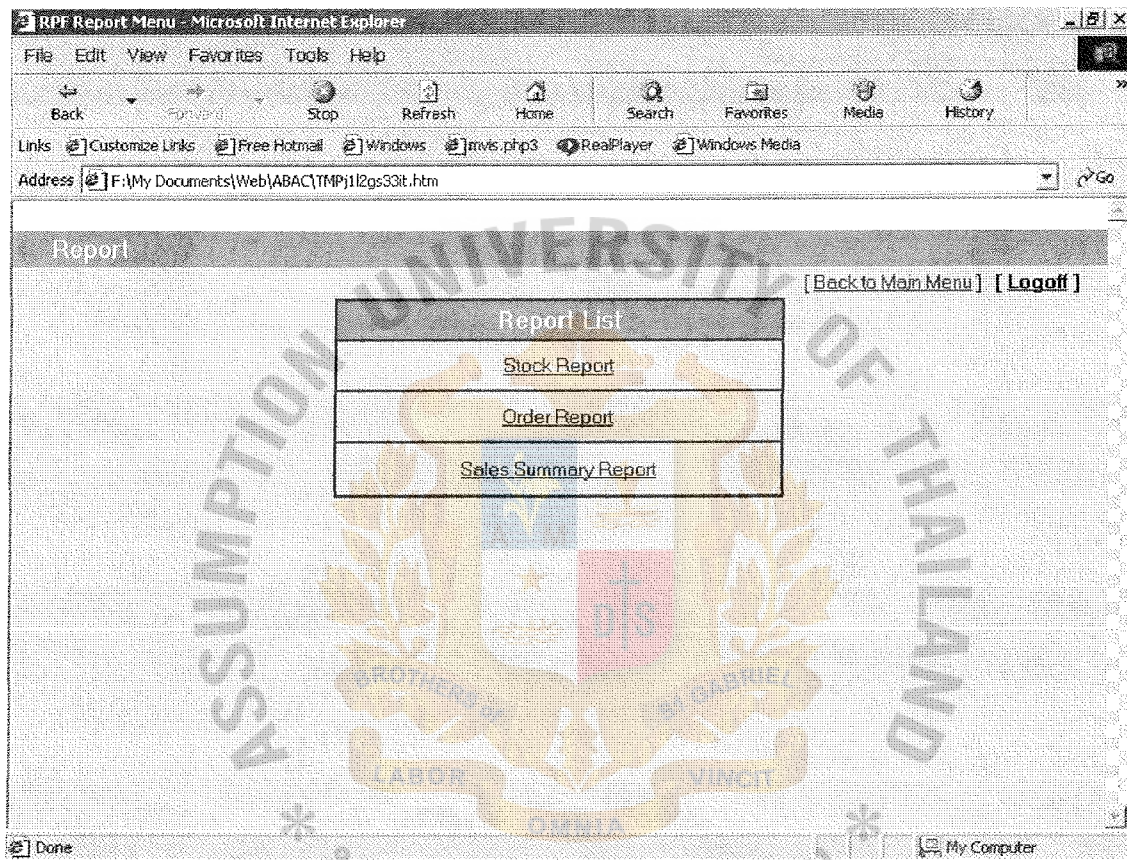 RPF Report Menu - Microsoft Internet Explorer
File Edit View Favorites Tools Help
Back Forward Stop Refresh Home Search Favorites Media History
Links Customize Links Free Hotmail Windows mvis.php3 RealPlayer Windows Media
Address F:\My Documents\Web\ABAC\TMPj1l2gs33it.htm Go
Report
[ Back to Main Menu ] [ Logoff ]
Report List
Stock Report
Order Report
Sales Summary Report
ASSUMPTION UNIVERSITY OF THAILAND
A M
D S
BROTHERS OF ST GABRIEL
LABOR OMNIA VINCIT
Done My Computer